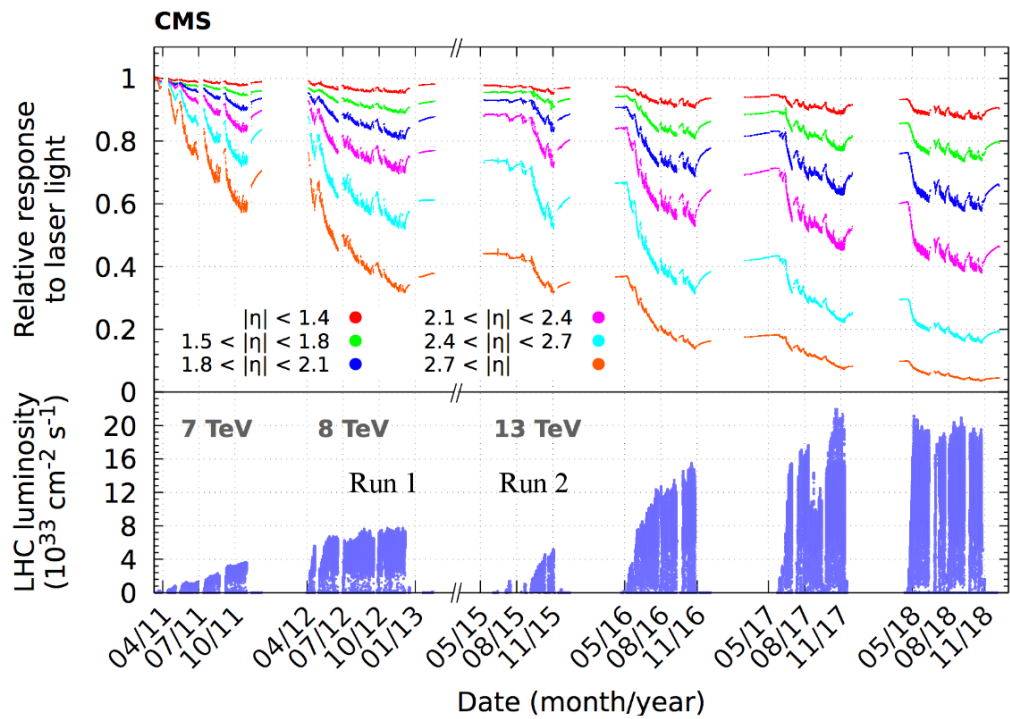 CMS
Relative response
to laser light
1
0.8
0.6
0.4
0.2
0
|η| < 1.4
1.5 < |η| < 1.8
1.8 < |η| < 2.1
2.1 < |η| < 2.4
2.4 < |η| < 2.7
2.7 < |η|
LHC luminosity
(10³³ cm⁻² s⁻¹)
20
16
12
8
4
0
7 TeV 8 TeV 13 TeV
Run 1 Run 2
04/11 07/11 10/11 04/12 07/12 10/12 01/13 05/15 08/15 11/15 05/16 08/16 11/16 05/17 08/17 11/17 05/18 08/18 11/18
Date (month/year)